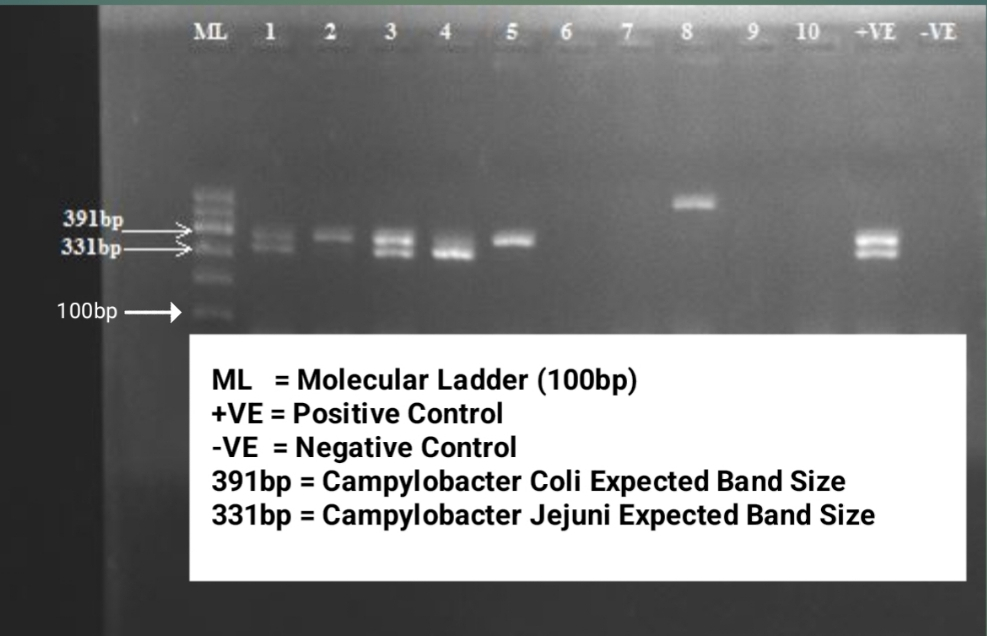 ML 1 2 3 4 5 6 7 8 9 10 +VE -VE
391bp
331bp
100bp
ML = Molecular Ladder (100bp)
+VE = Positive Control
-VE = Negative Control
391bp = Campylobacter Coli Expected Band Size
331bp = Campylobacter Jejuni Expected Band Size